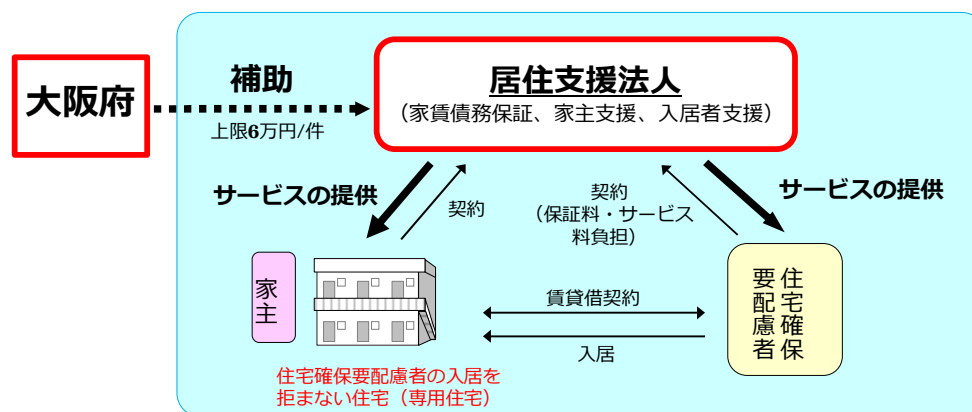 大阪府
補助
上限6万円/件
居住支援法人
（家賃債務保証、家主支援、入居者支援）
サービスの提供
契約
契約
（保証料・サービス
料負担）
サービスの提供
家主
賃貸借契約
入居
住宅確保
要配慮者
住宅確保要配慮者の入居を
拒まない住宅（専用住宅）